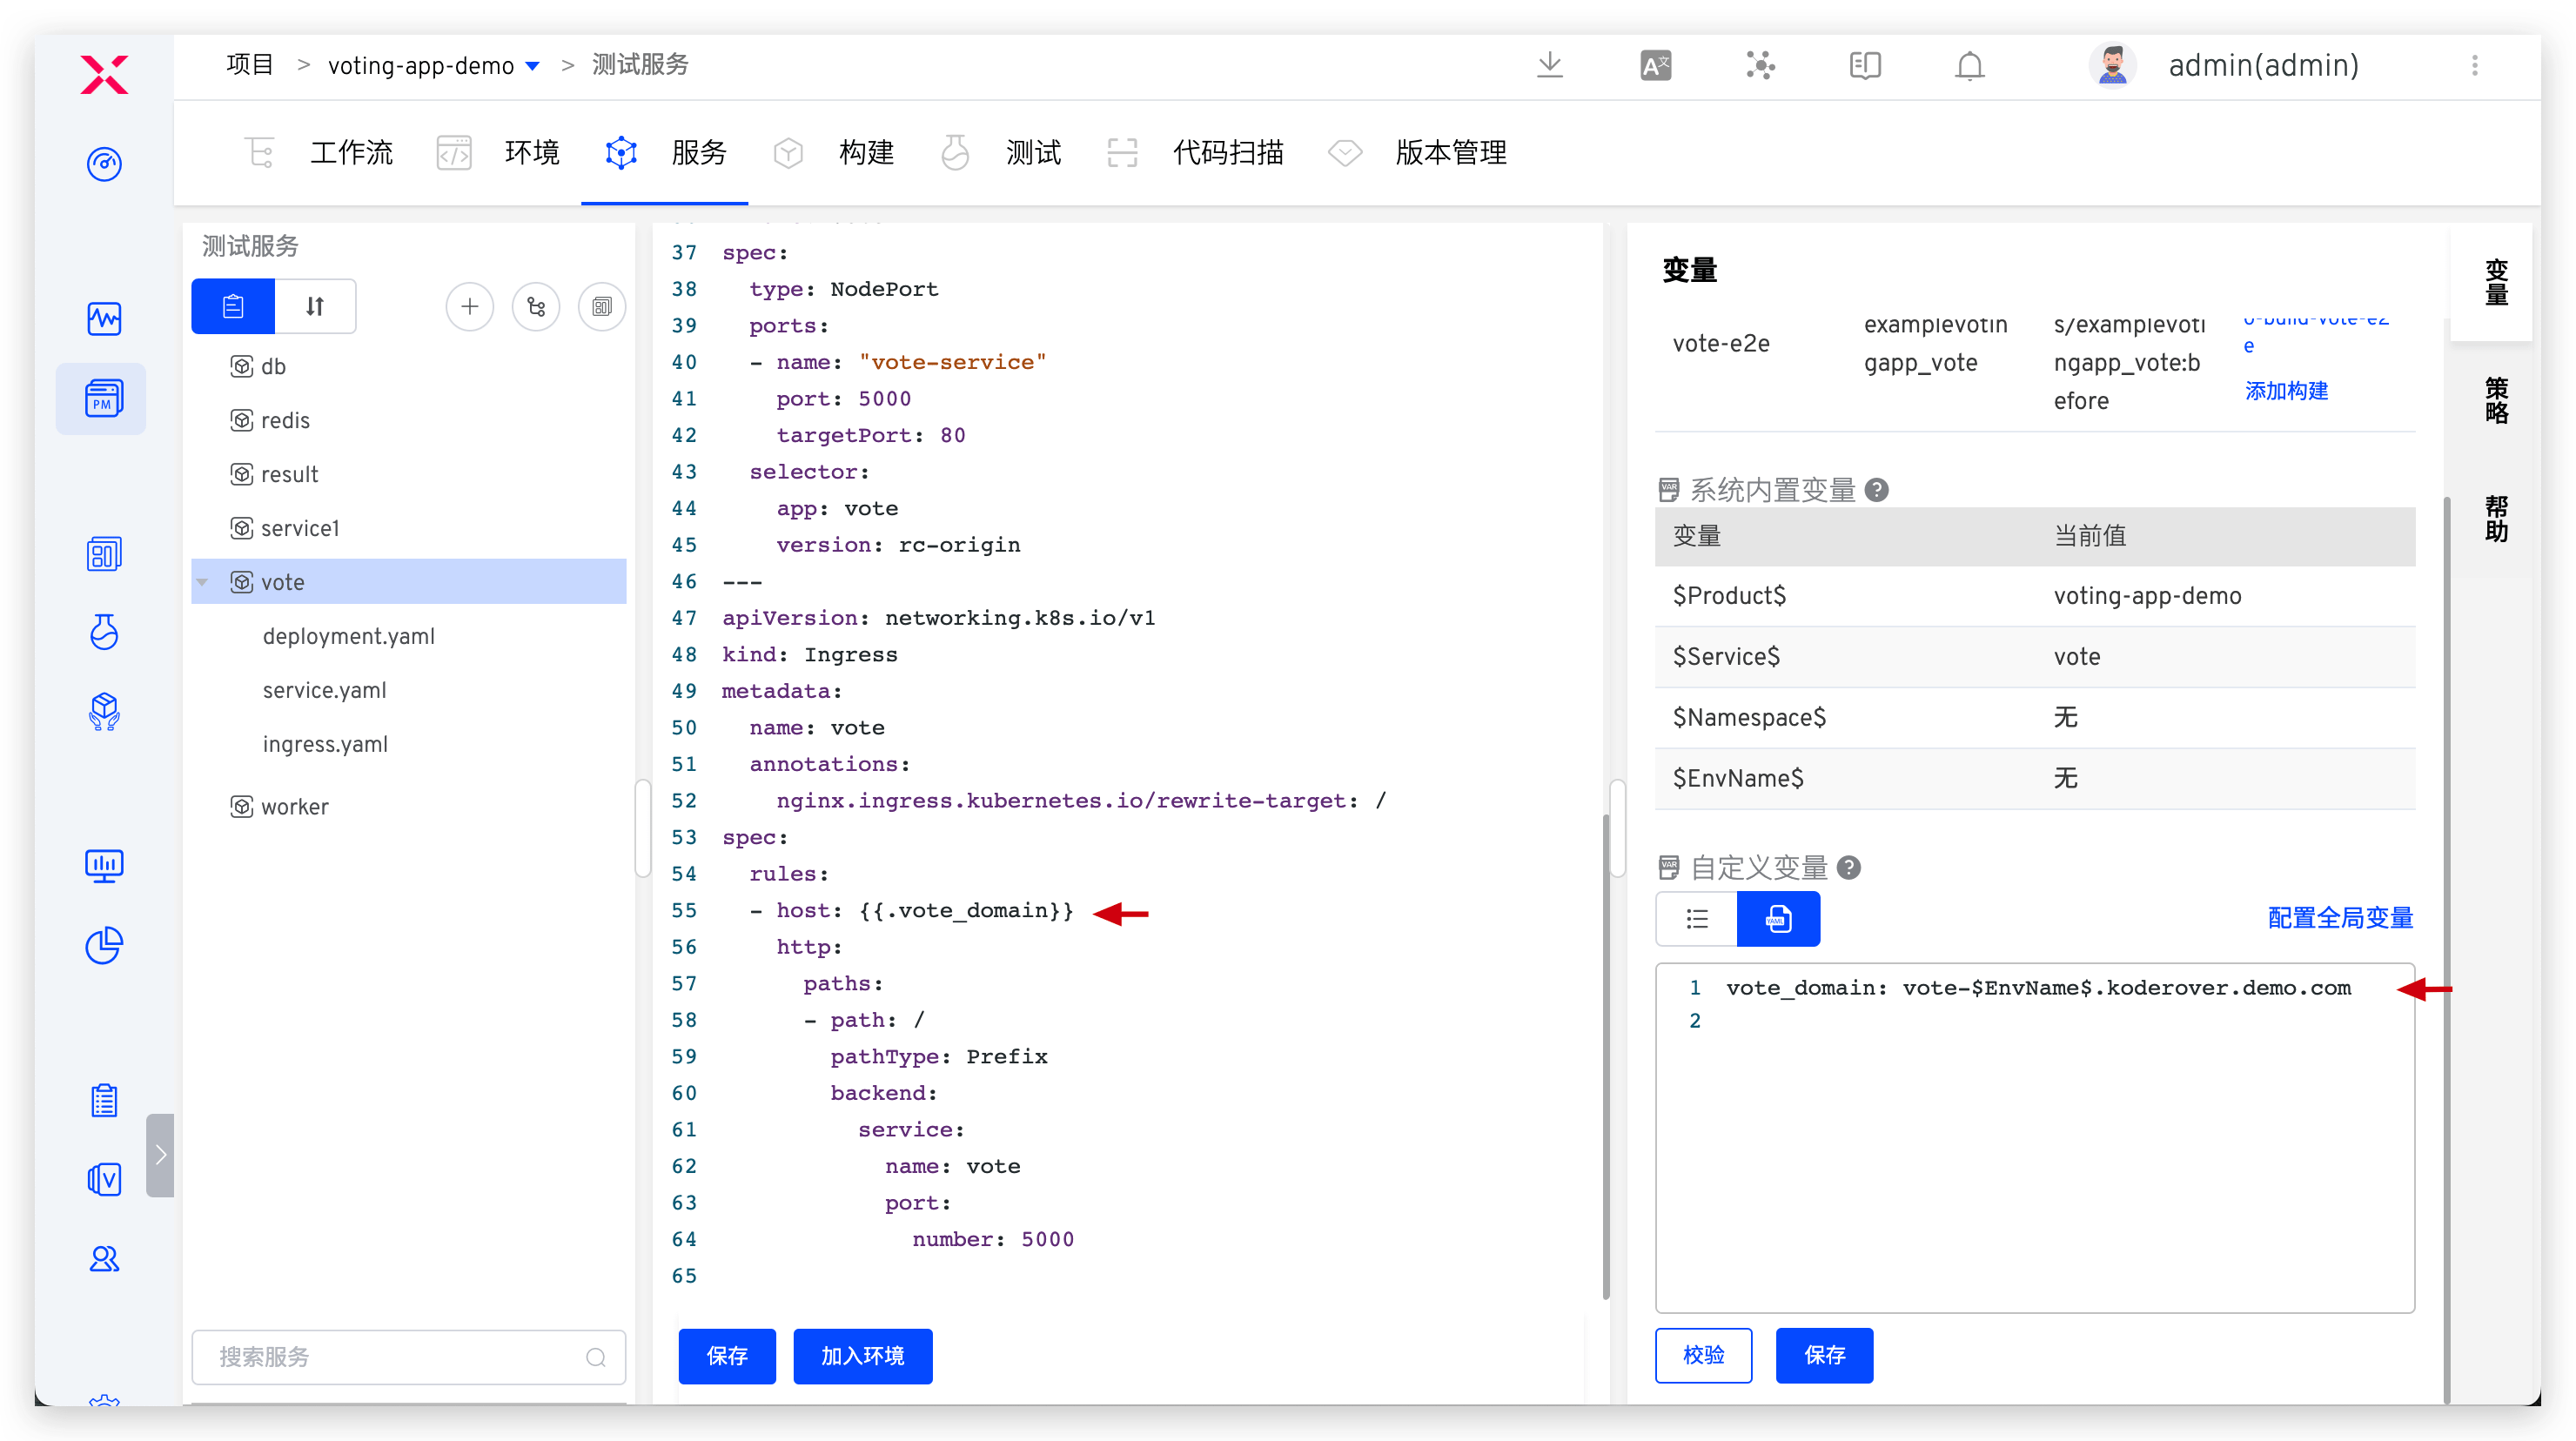 项目 > voting-app-demo > 测试服务
admin(admin)
工作流 环境 服务 构建 测试 代码扫描 版本管理
PM
测试服务
db
redis
result
service1
vote
deployment.yaml
service.yaml
ingress.yaml
worker
搜索服务
37 spec:
38   type: NodePort
39   ports:
40   - name: "vote-service"
41     port: 5000
42     targetPort: 80
43   selector:
44     app: vote
45     version: rc-origin
46 ---
47 apiVersion: networking.k8s.io/v1
48 kind: Ingress
49 metadata:
50   name: vote
51   annotations:
52     nginx.ingress.kubernetes.io/rewrite-target: /
53 spec:
54   rules:
55   - host: {{.vote_domain}}
56     http:
57       paths:
58       - path: /
59         pathType: Prefix
60         backend:
61           service:
62             name: vote
63             port:
64               number: 5000
65
保存 加入环境
变量
vote-e2e
examplevotin
gapp_vote
s/examplevoti
ngapp_vote:b
efore
o-build-vote-e2
e
添加构建
系统内置变量
变量 当前值
$Product$ voting-app-demo
$Service$ vote
$Namespace$ 无
$EnvName$ 无
自定义变量
配置全局变量
1 vote_domain: vote-$EnvName$.koderover.demo.com
2
校验 保存
变量
策略
帮助